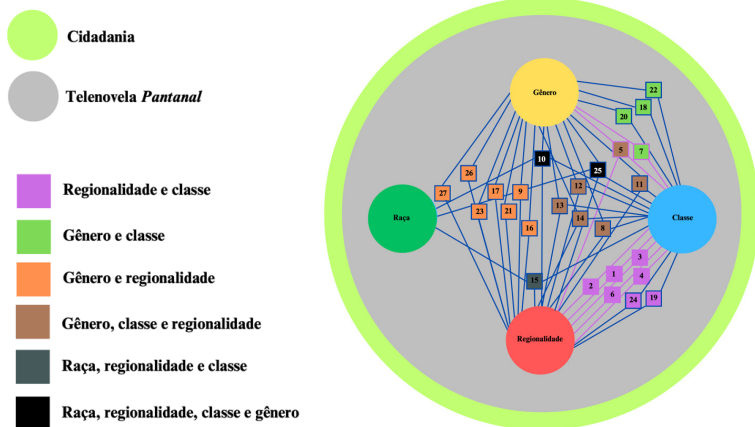 Cidadania
Telenovela Pantanal
Regionalidade e classe
Gênero e classe
Gênero e regionalidade
Gênero, classe e regionalidade
Raça, regionalidade e classe
Raça, regionalidade, classe e gênero
Gênero
22
18
20
5
7
10
25
26
12
11
27
17
9
13
23
21
14
16
8
Raça
Classe
3
1
4
15
2
6
24
19
Regionalidade